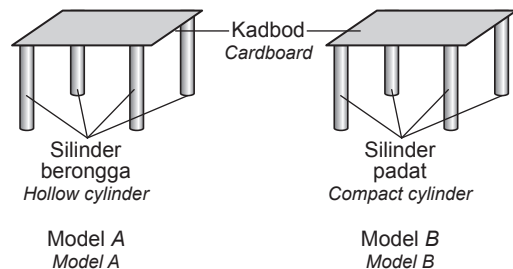 Kadbod
Cardboard
Silinder
berongga
Hollow cylinder
Silinder
padat
Compact cylinder
Model A
Model A
Model B
Model B